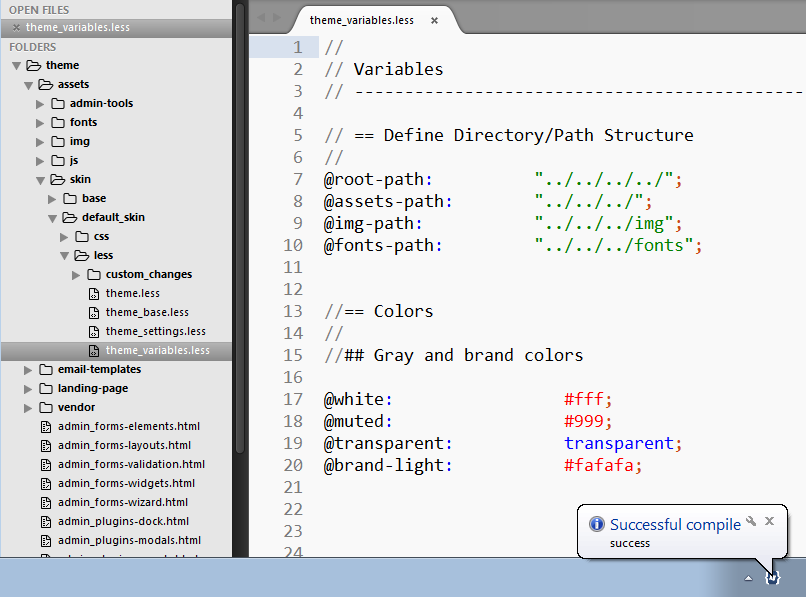 OPEN FILES
theme_variables.less
FOLDERS
theme
assets
admin-tools
fonts
img
js
skin
base
default_skin
css
less
custom_changes
theme.less
theme_base.less
theme_settings.less
theme_variables.less
email-templates
landing-page
vendor
admin_forms-elements.html
admin_forms-layouts.html
admin_forms-validation.html
admin_forms-widgets.html
admin_forms-wizard.html
admin_plugins-dock.html
admin_plugins-modals.html
theme_variables.less
1 //
2 // Variables
3 // --------------------------------------------
4
5 // == Define Directory/Path Structure
6 //
7 @root-path: "../../../../";
8 @assets-path: "../../../";
9 @img-path: "../../../img";
10 @fonts-path: "../../../fonts";
11
12
13 //== Colors
14 //
15 //## Gray and brand colors
16
17 @white: #fff;
18 @muted: #999;
19 @transparent: transparent;
20 @brand-light: #fafafa;
21
22
23
24
Successful compile
success